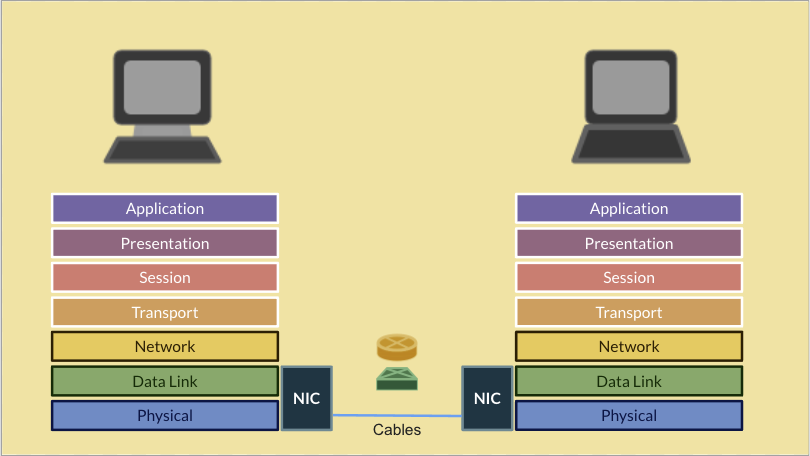 Application
Presentation
Session
Transport
Network
Data Link
Physical
NIC
Cables
NIC
Application
Presentation
Session
Transport
Network
Data Link
Physical